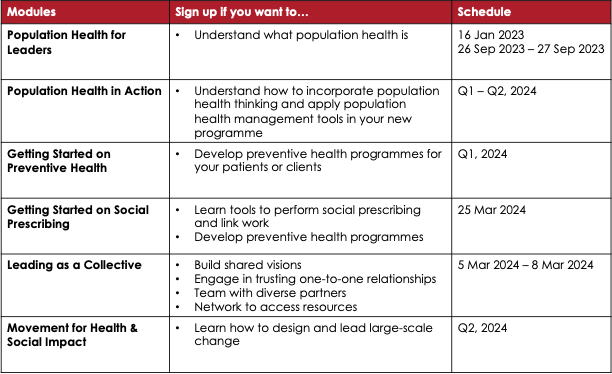 Modules
Sign up if you want to...
Schedule
Population Health for
Leaders
• Understand what population health is
16 Jan 2023
26 Sep 2023 – 27 Sep 2023
Population Health in Action
• Understand how to incorporate population
health thinking and apply population
health management tools in your new
programme
Q1 – Q2, 2024
Getting Started on
Preventive Health
• Develop preventive health programmes for
your patients or clients
Q1, 2024
Getting Started on Social
Prescribing
• Learn tools to perform social prescribing
and link work
• Develop preventive health programmes
25 Mar 2024
Leading as a Collective
• Build shared visions
• Engage in trusting one-to-one relationships
• Team with diverse partners
• Network to access resources
5 Mar 2024 – 8 Mar 2024
Movement for Health &
Social Impact
• Learn how to design and lead large-scale
change
Q2, 2024